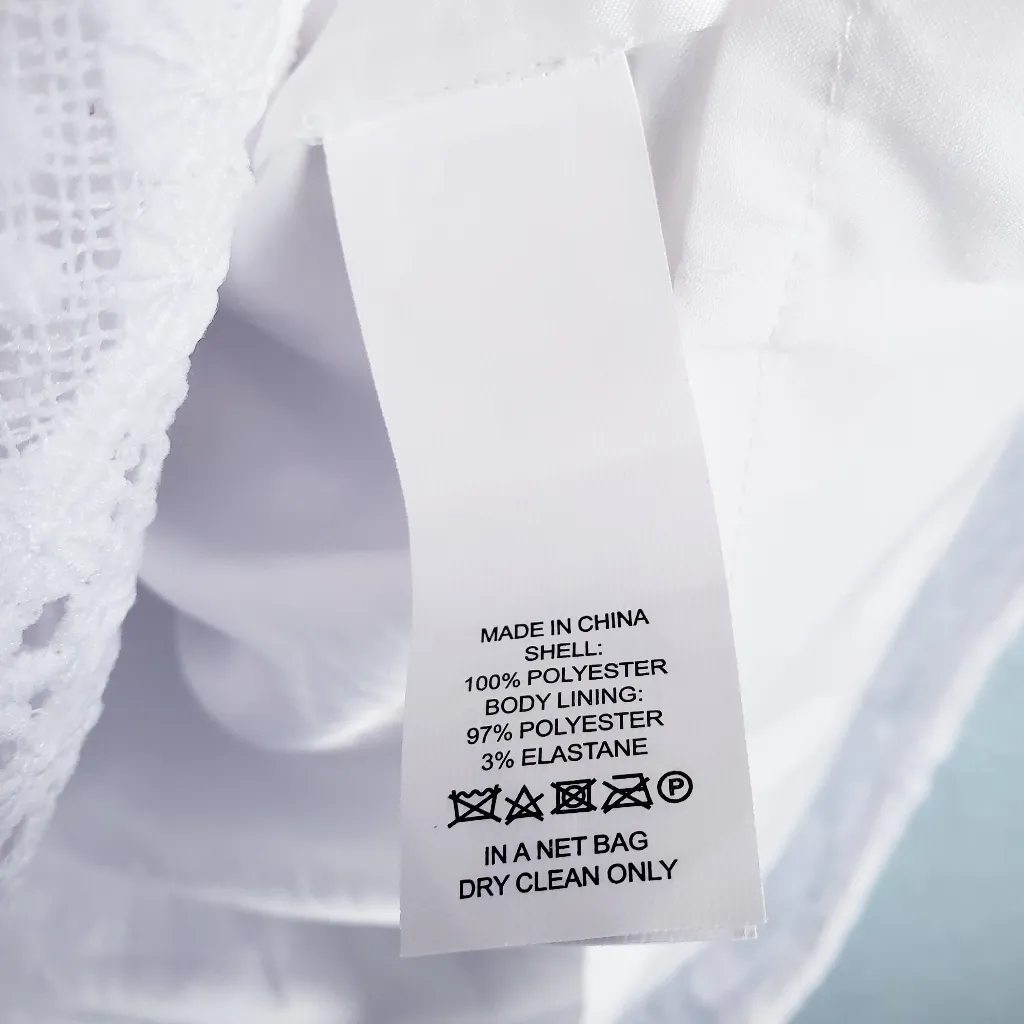 MADE IN CHINA
SHELL:
100% POLYESTER
BODY LINING:
97% POLYESTER
3% ELASTANE
P
IN A NET BAG
DRY CLEAN ONLY